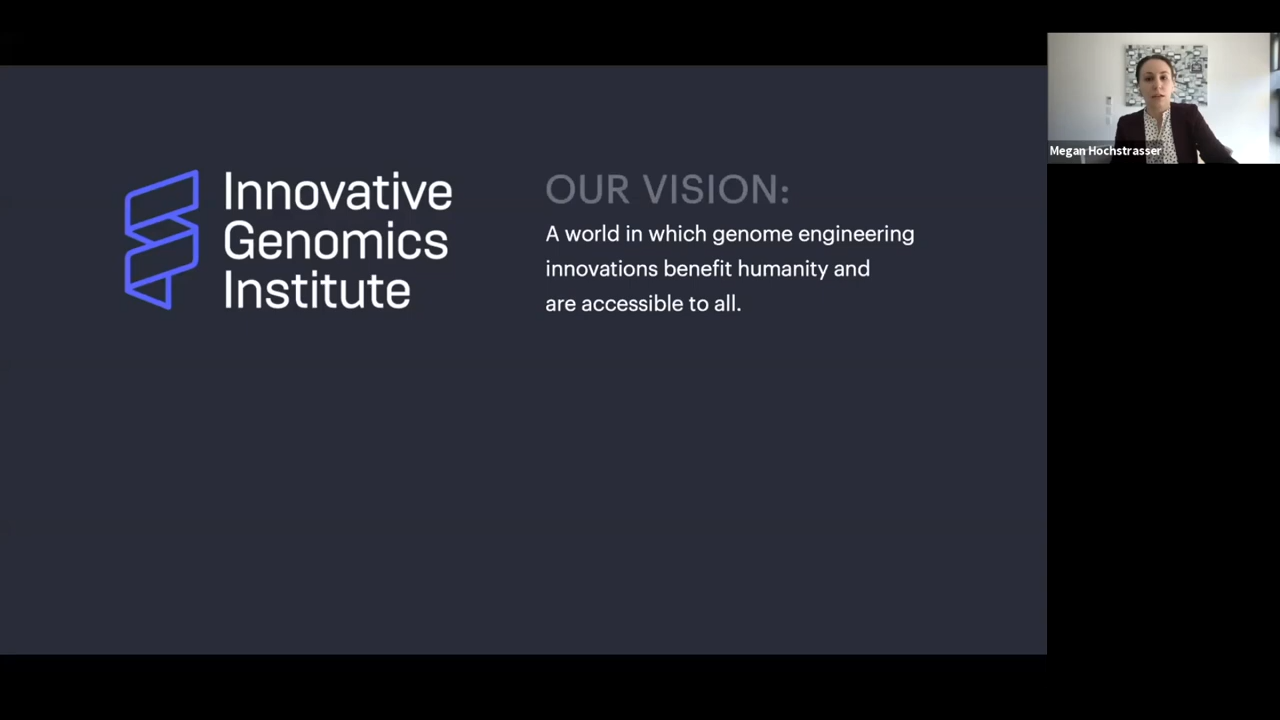 Innovative
Genomics
Institute
OUR VISION:
A world in which genome engineering
innovations benefit humanity and
are accessible to all.
Megan Hochstrasser